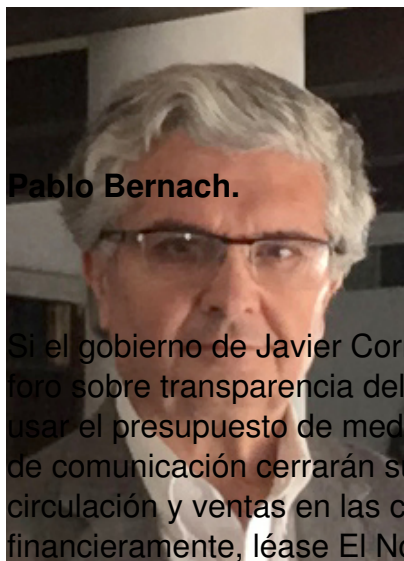 Pablo Bernach.
Si el gobierno de Javier Cor
foro sobre transparencia del
usar el presupuesto de med
de comunicación cerrarán s
circulación y ventas en las c
financieramente, léase El No